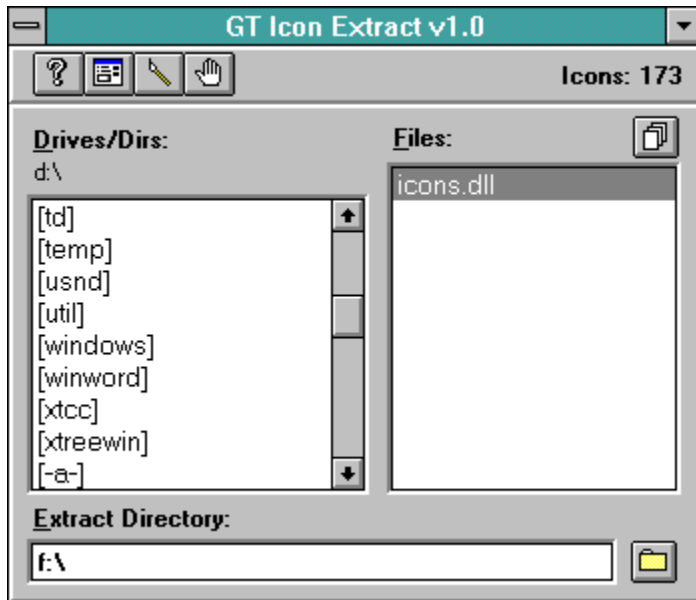 GT Icon Extract v1.0
Icons: 173
Drives/Dirs:
d:\
[td]
[temp]
[usnd]
[util]
[windows]
[winword]
[xtcc]
[xtreewin]
[-a-]
Files:
icons.dll
Extract Directory:
f:\